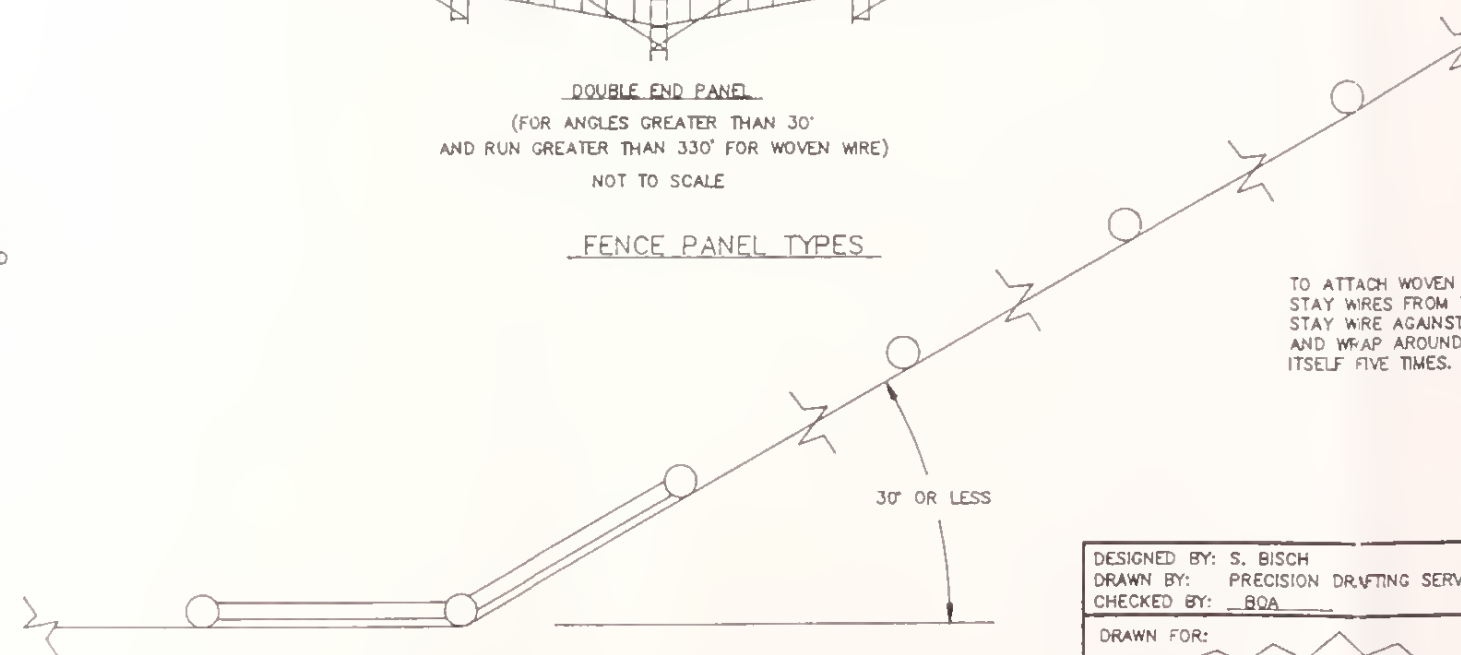 DOUBLE END PANEL
(FOR ANGLES GREATER THAN 30°
AND RUN GREATER THAN 330' FOR WOVEN WIRE)
NOT TO SCALE
FENCE PANEL TYPES
TO ATTACH WOVEN
STAY WIRES FROM
STAY WIRE AGAINST
AND WRAP AROUND
ITSELF FIVE TIMES.
30° OR LESS
DESIGNED BY: S. BISCH
DRAWN BY: PRECISION DRAFTING SERV
CHECKED BY: BOA
DRAWN FOR: